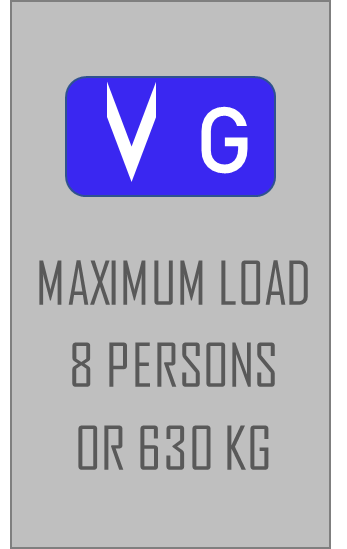 V G
MAXIMUM LOAD
8 PERSONS
OR 630 KG